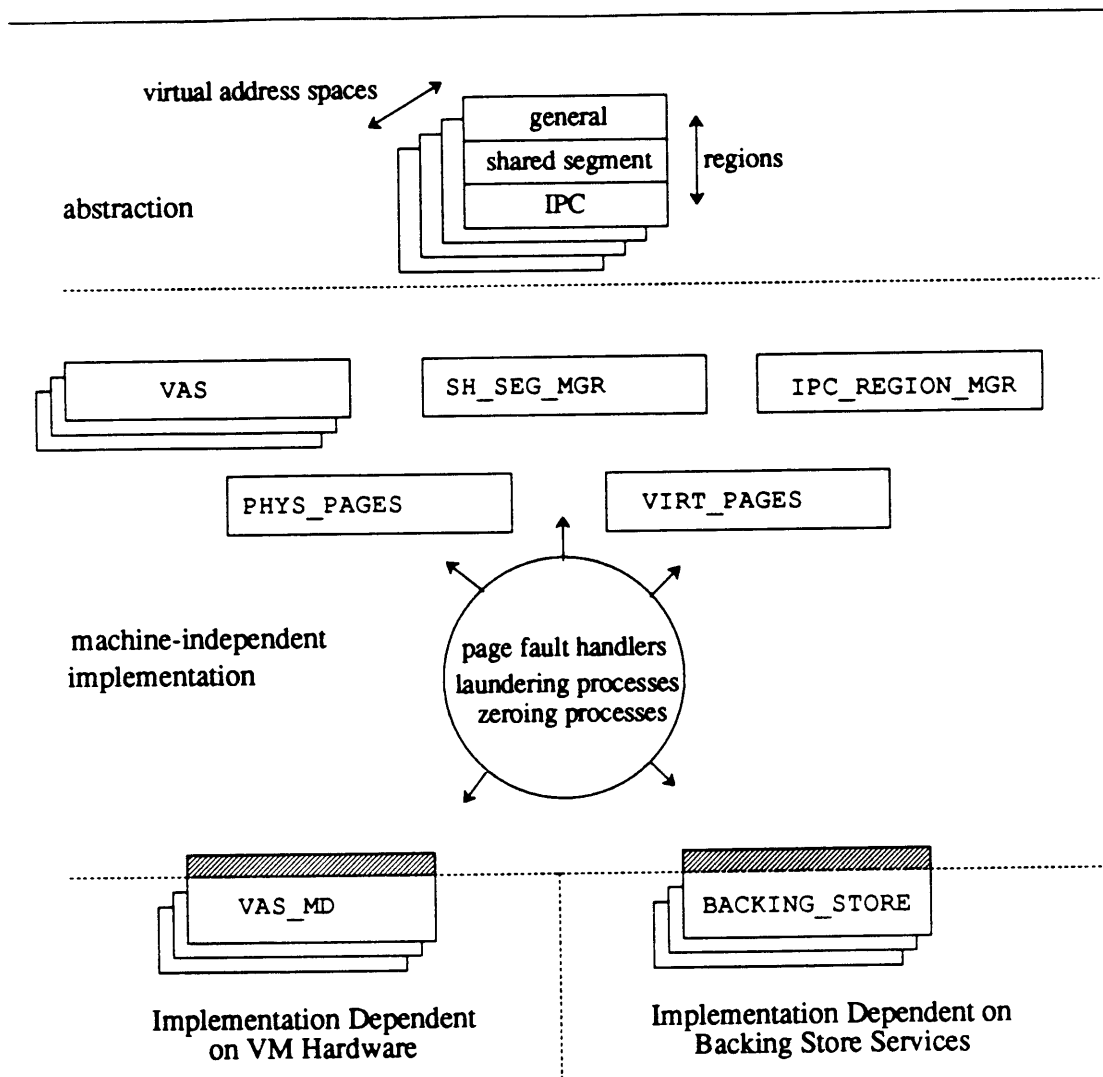 virtual address spaces
general
shared segment
regions
IPC
abstraction
VAS
SH_SEG_MGR
IPC_REGION_MGR
PHYS_PAGES
VIRT_PAGES
machine-independent
implementation
page fault handlers
laundering processes
zeroing processes
VAS_MD
BACKING_STORE
Implementation Dependent
on VM Hardware
Implementation Dependent on
Backing Store Services